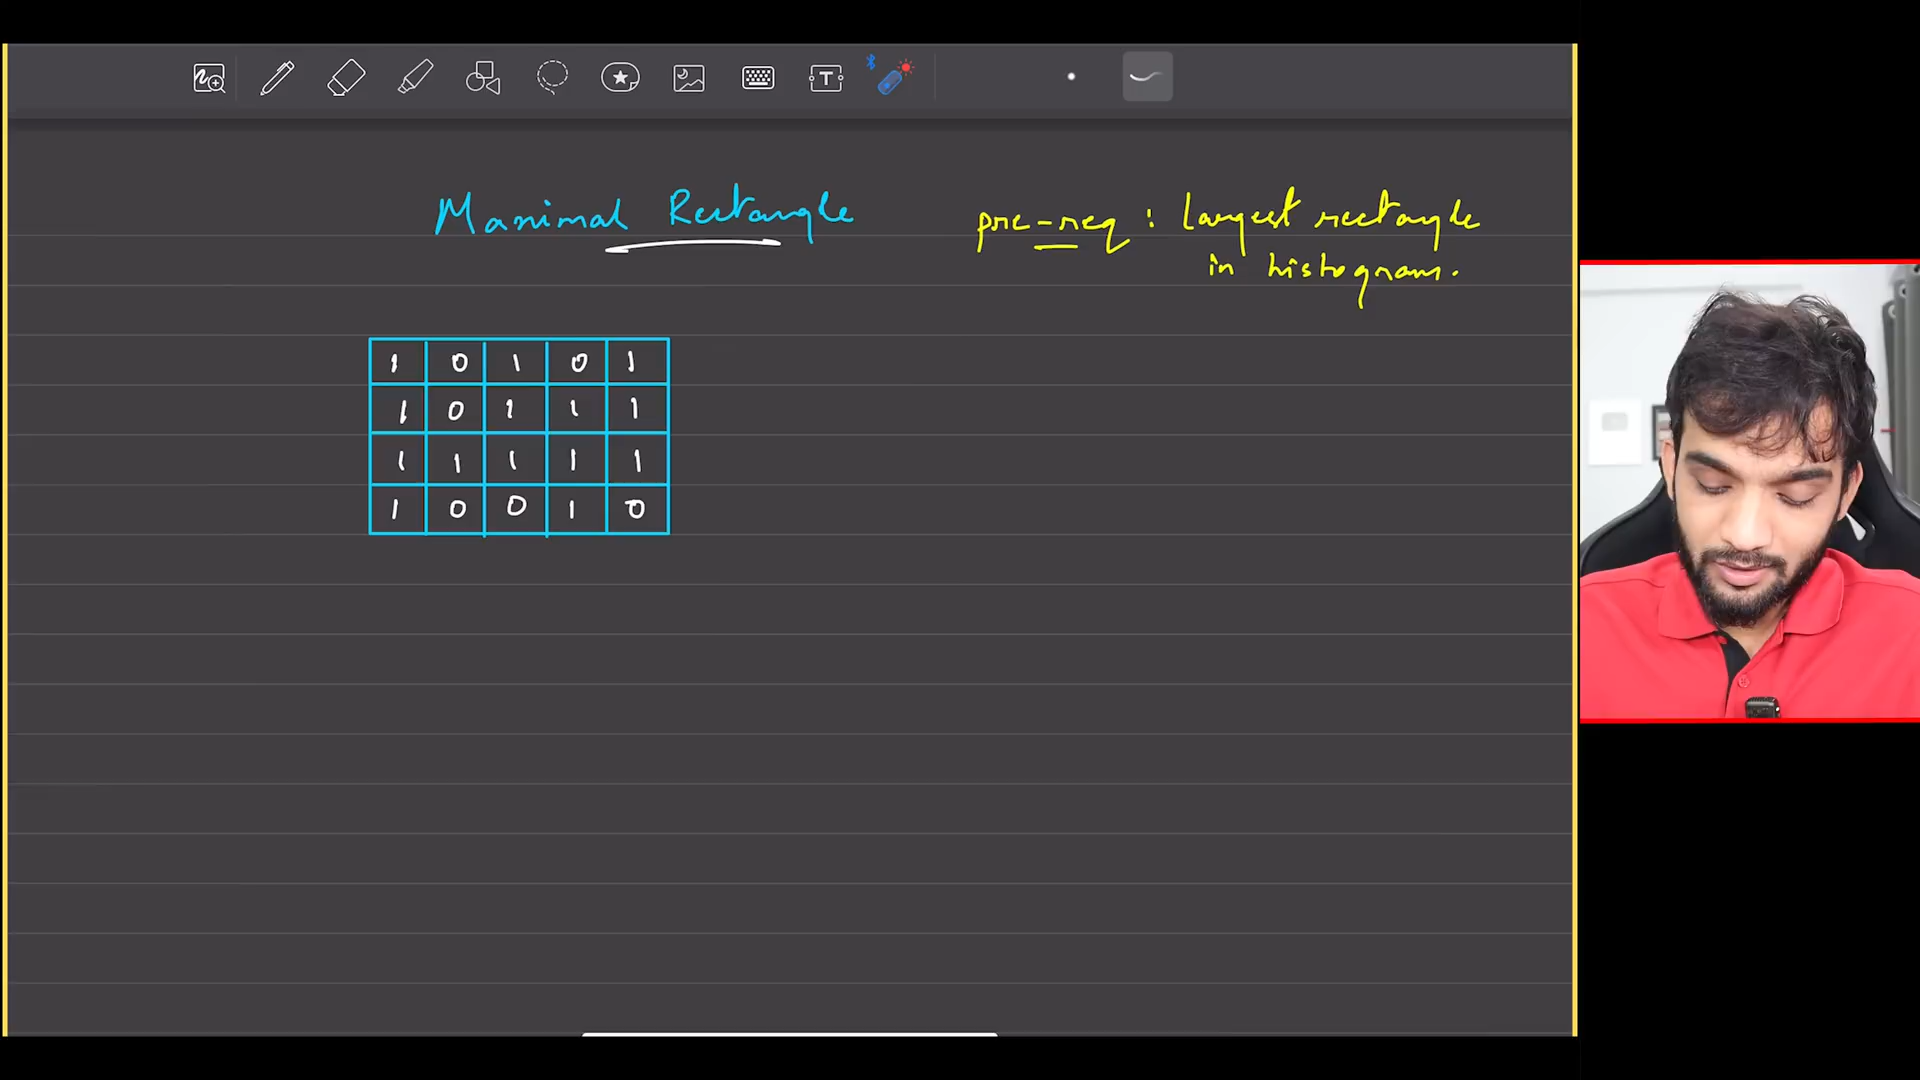 Maximal Rectangle
pre-req : Largest rectangle
in histogram.
1 0 1 0 1
1 0 1 1 1
1 1 1 1 1
1 0 0 1 0